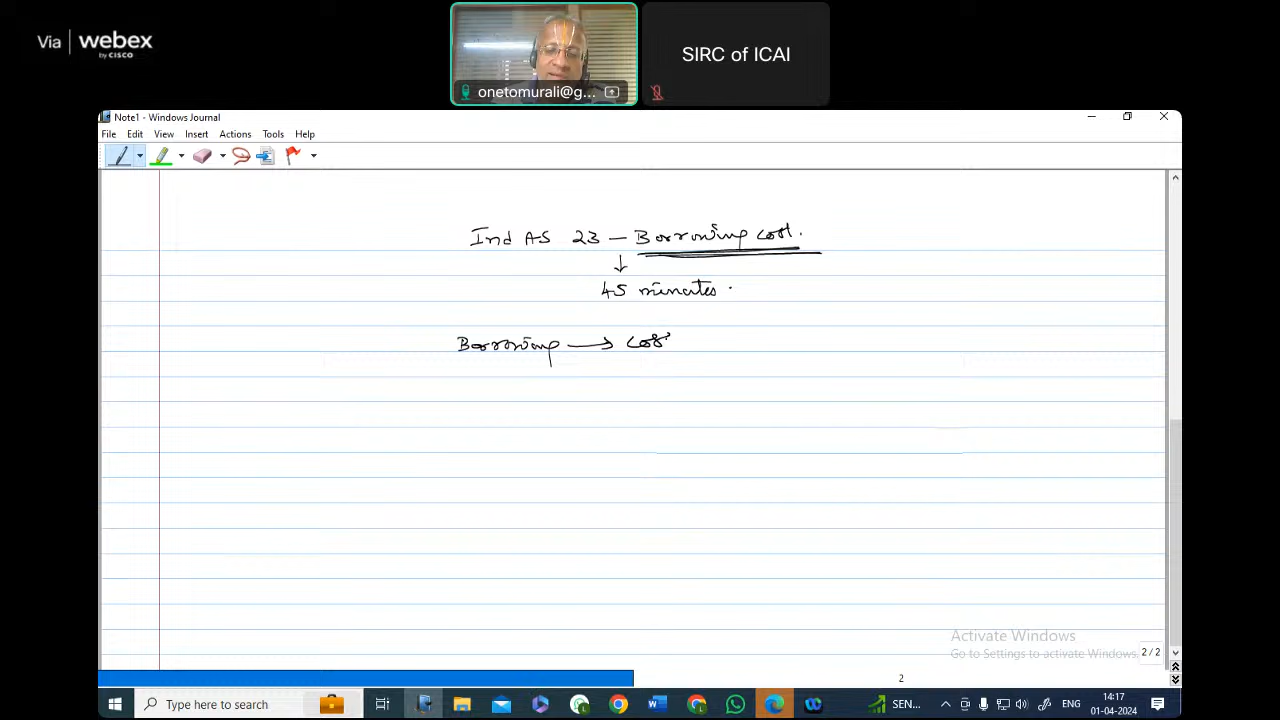 Via webex
by CISCO
onetomurali@g...
SIRC of ICAI
Note1 - Windows Journal
File Edit View Insert Actions Tools Help
Ind AS 23 — Borrowing cost.
↓
45 minutes.
Borrowing → Cos
Activate Windows
Go to Settings to activate Windows.
2 / 2
2
Type here to search
SEN...
ENG
14:17
01-04-2024